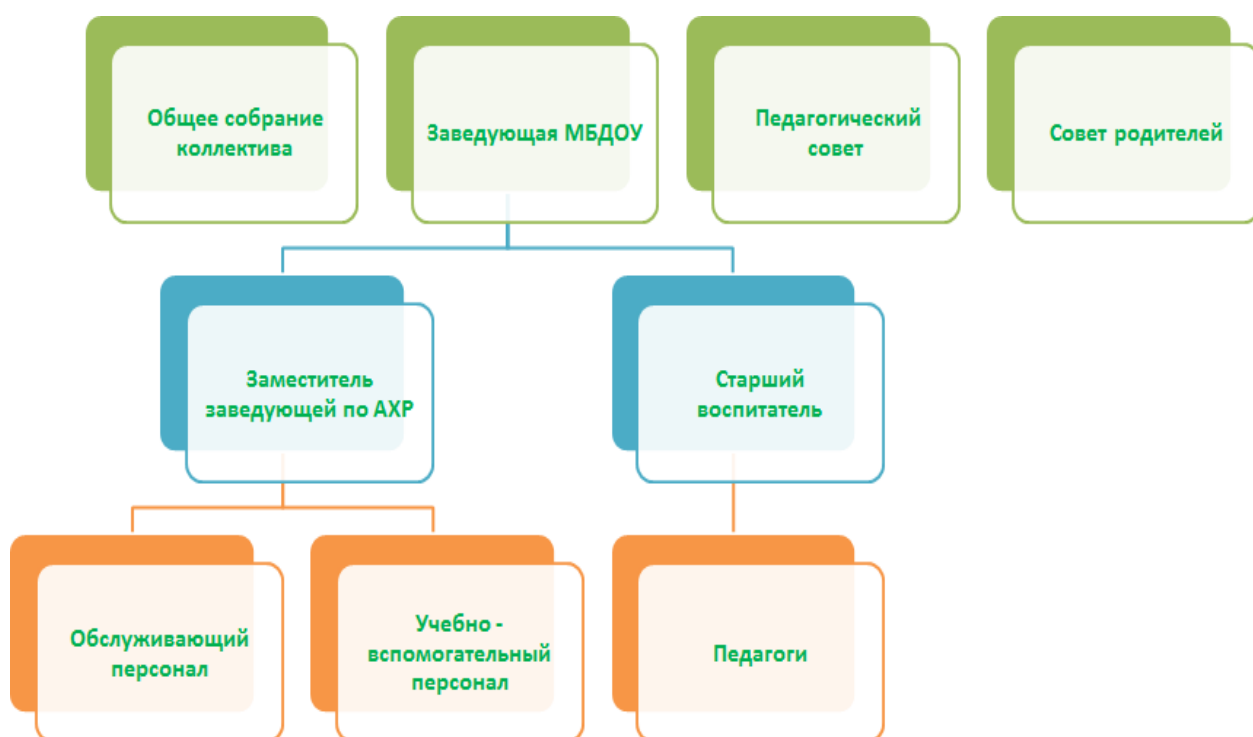 Общее собрание
коллектива
Заведующая МБДОУ
Педагогический
совет
Совет родителей
Заместитель
заведующей по АХР
Старший
воспитатель
Обслуживающий
персонал
Учебно -
вспомогательный
персонал
Педагоги